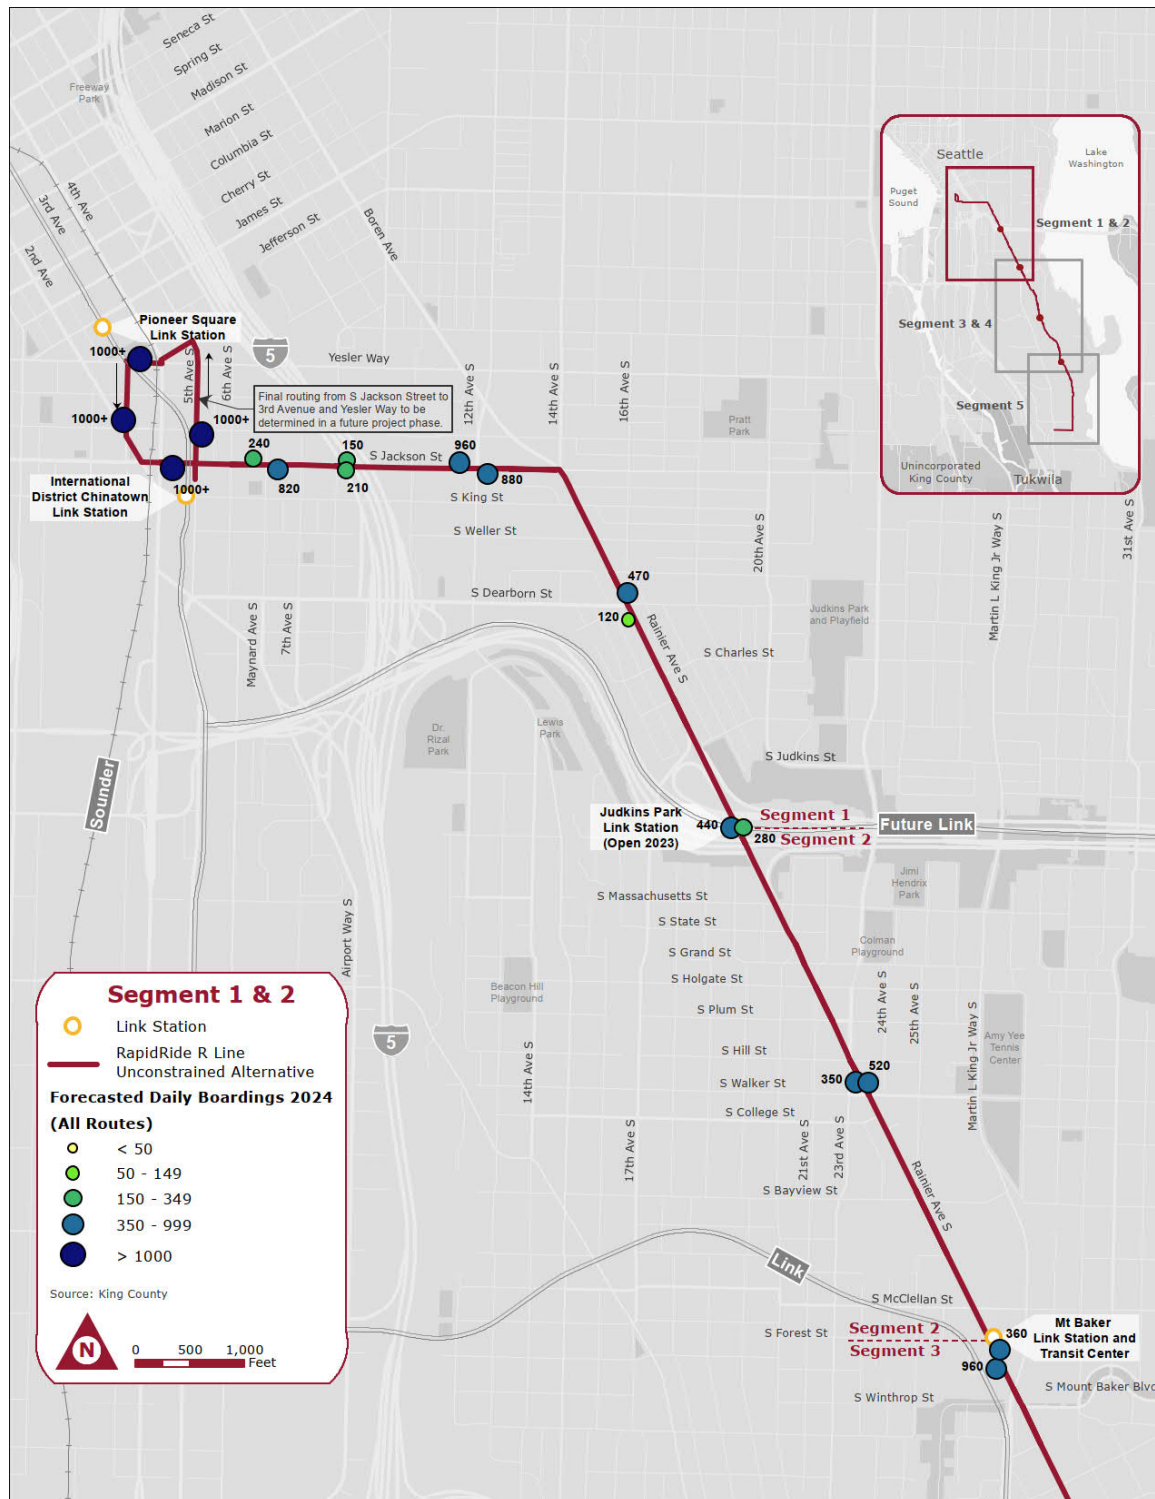 Seneca St
Spring St
Madison St
Marion St
Columbia St
Cherry St
James St
Jefferson St
Freeway
Park
4th Ave
3rd Ave
2nd Ave
Boren Ave
Seattle
Lake
Washington
Puget
Sound
Segment 1 & 2
Segment 3 & 4
Segment 5
Unincorporated
King County
Tukwila
Pioneer Square
Link Station
1000+
5th Ave S
6th Ave S
5
Yesler Way
12th Ave S
14th Ave S
16th Ave S
Pratt
Park
Final routing from S Jackson Street to
3rd Avenue and Yesler Way to be
determined in a future project phase.
1000+
1000+
1000+
240
820
150
210
S Jackson St
960
880
International
District Chinatown
Link Station
S King St
S Weller St
20th Ave S
Martin L King Jr Way S
31st Ave S
S Dearborn St
470
120
Rainier Ave S
S Charles St
Judkins Park
and Playfield
Maynard Ave S
7th Ave S
Dr.
Rizal
Park
Lewis
Park
S Judkins St
Sounder
Judkins Park
Link Station
(Open 2023)
440
280
Segment 1
Segment 2
Future Link
S Massachusetts St
S State St
S Grand St
S Holgate St
S Plum St
S Hill St
S Walker St
S College St
S Bayview St
Jimi
Hendrix
Park
Colman
Playground
Airport Way S
Beacon Hill
Playground
24th Ave S
25th Ave S
Martin L King Jr Way S
Amy Yee
Tennis
Center
5
14th Ave S
17th Ave S
21st Ave S
23rd Ave S
350
520
Rainier Ave S
Link
S McClellan St
S Forest St
Segment 2
Segment 3
360
960
Mt Baker
Link Station and
Transit Center
S Winthrop St
S Mount Baker Blvd
Segment 1 & 2
Link Station
RapidRide R Line
Unconstrained Alternative
Forecasted Daily Boardings 2024
(All Routes)
< 50
50 - 149
150 - 349
350 - 999
> 1000
Source: King County
N
0 500 1,000
Feet